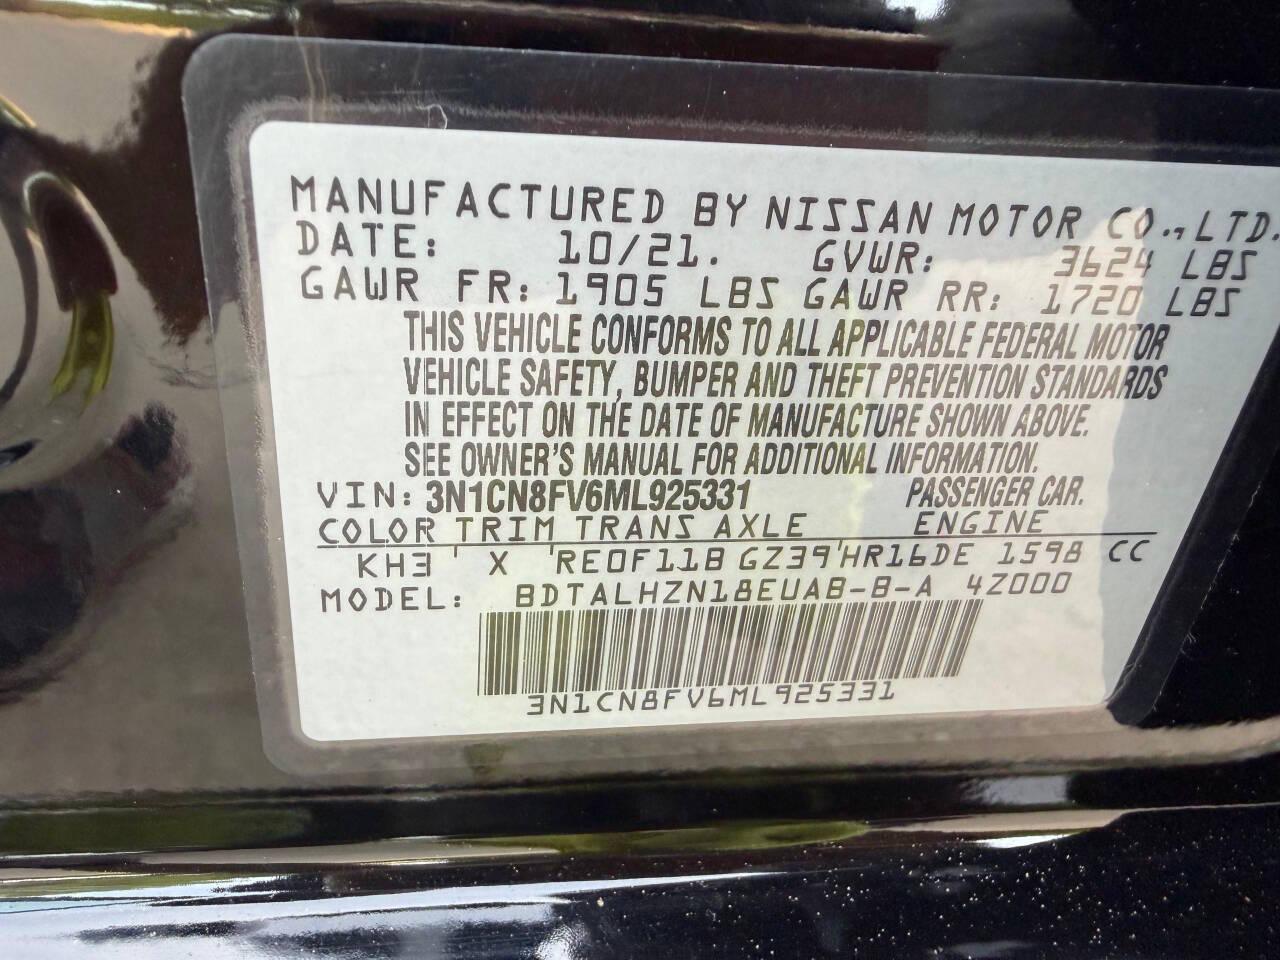 MANUFACTURED BY NISSAN MOTOR CO., LTD.
DATE: 10/21. GVWR: 3624 LBS
GAWR FR: 1905 LBS GAWR RR: 1720 LBS
THIS VEHICLE CONFORMS TO ALL APPLICABLE FEDERAL MOTOR
VEHICLE SAFETY, BUMPER AND THEFT PREVENTION STANDARDS
IN EFFECT ON THE DATE OF MANUFACTURE SHOWN ABOVE.
SEE OWNER'S MANUAL FOR ADDITIONAL INFORMATION.
VIN: 3N1CN8FV6ML925331 PASSENGER CAR.
COLOR TRIM TRANS AXLE ENGINE
KH3 ' X 'RE0F11B GZ39'HR16DE 1598 CC
MODEL: BDTALHZN18EUAB-B-A 4Z000
3N1CN8FV6ML925331